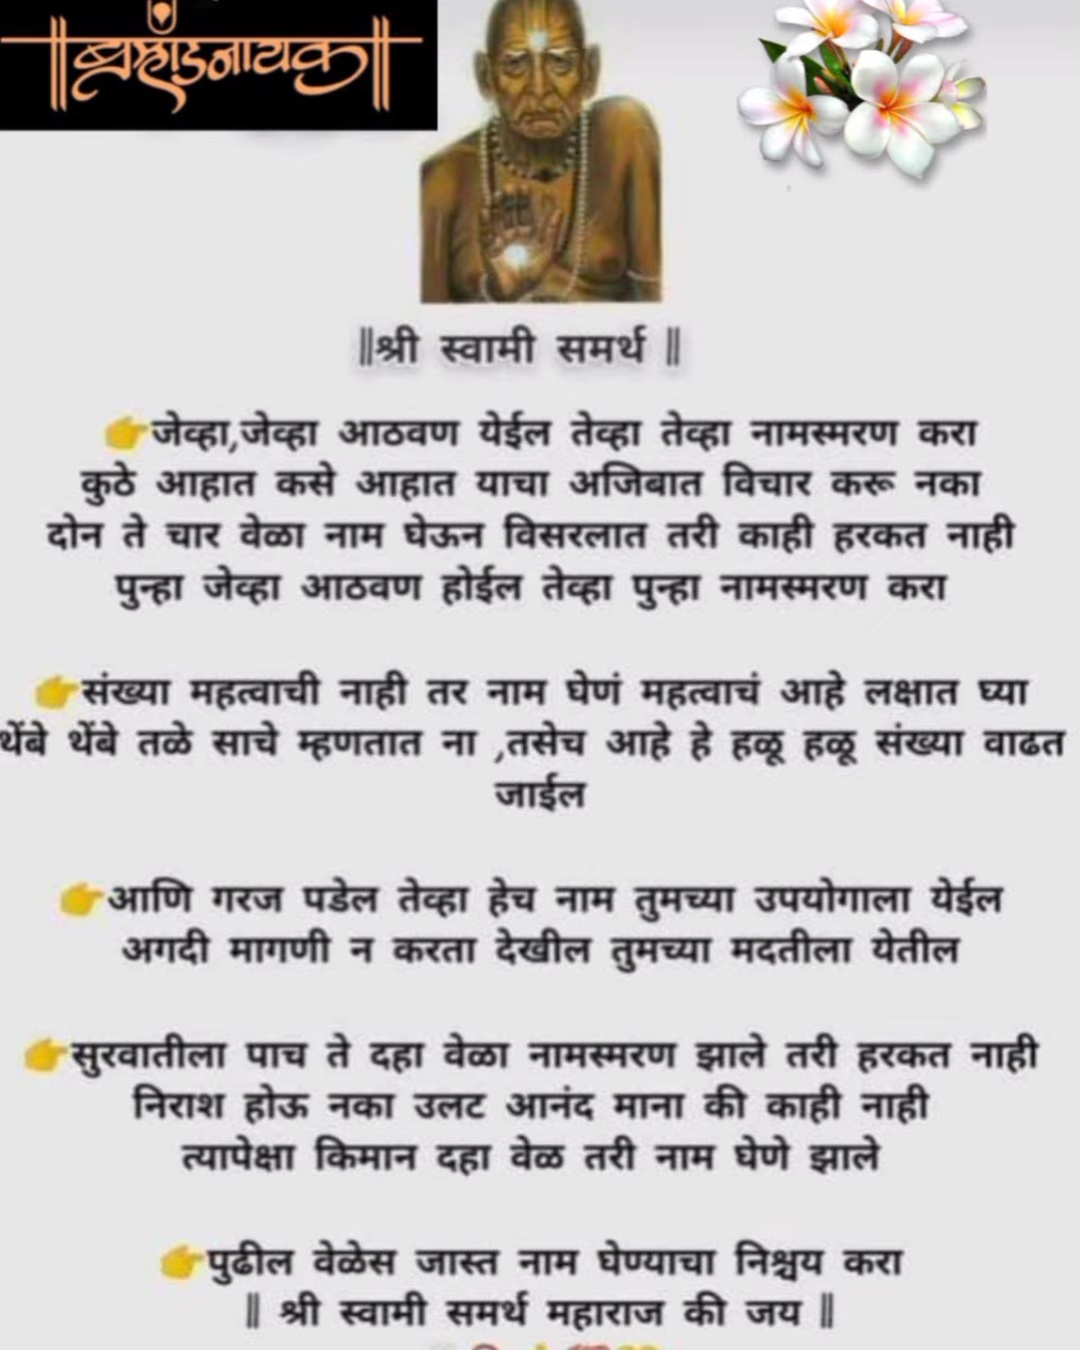 ॥ब्रह्मांडनायक॥
॥श्री स्वामी समर्थ ॥
👉जेव्हा,जेव्हा आठवण येईल तेव्हा तेव्हा नामस्मरण करा
कुठे आहात कसे आहात याचा अजिबात विचार करू नका
दोन ते चार वेळा नाम घेऊन विसरलात तरी काही हरकत नाही
पुन्हा जेव्हा आठवण होईल तेव्हा पुन्हा नामस्मरण करा
👉संख्या महत्वाची नाही तर नाम घेणं महत्वाचं आहे लक्षात घ्या
थेंबे थेंबे तळे साचे म्हणतात ना ,तसेच आहे हे हळू हळू संख्या वाढत
जाईल
👉आणि गरज पडेल तेव्हा हेच नाम तुमच्या उपयोगाला येईल
अगदी मागणी न करता देखील तुमच्या मदतीला येतील
👉सुरवातीला पाच ते दहा वेळा नामस्मरण झाले तरी हरकत नाही
निराश होऊ नका उलट आनंद माना की काही नाही
त्यापेक्षा किमान दहा वेळ तरी नाम घेणे झाले
👉पुढील वेळेस जास्त नाम घेण्याचा निश्चय करा
॥ श्री स्वामी समर्थ महाराज की जय ॥